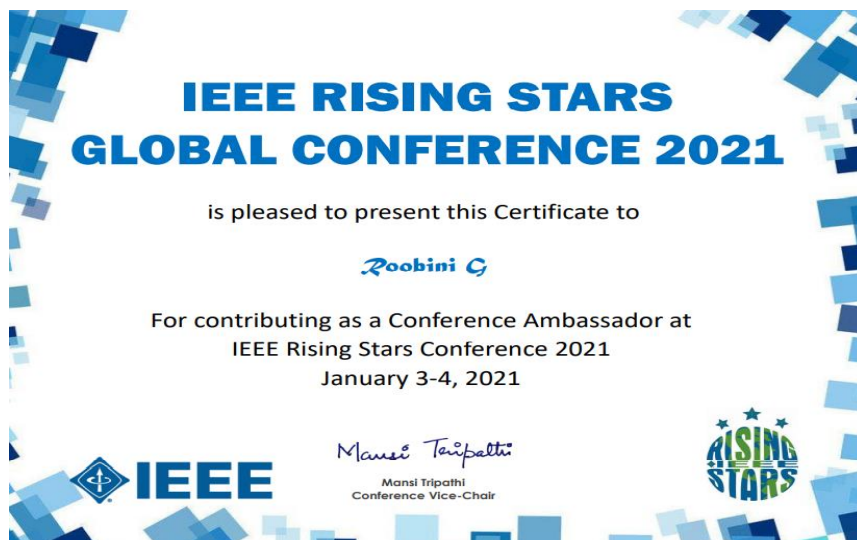 IEEE RISING STARS
GLOBAL CONFERENCE 2021
is pleased to present this Certificate to
Roobini G
For contributing as a Conference Ambassador at
IEEE Rising Stars Conference 2021
January 3-4, 2021
Mansi Tripathi
IEEE
Mansi Tripathi
Conference Vice-Chair
RISING
IEEE
STARS